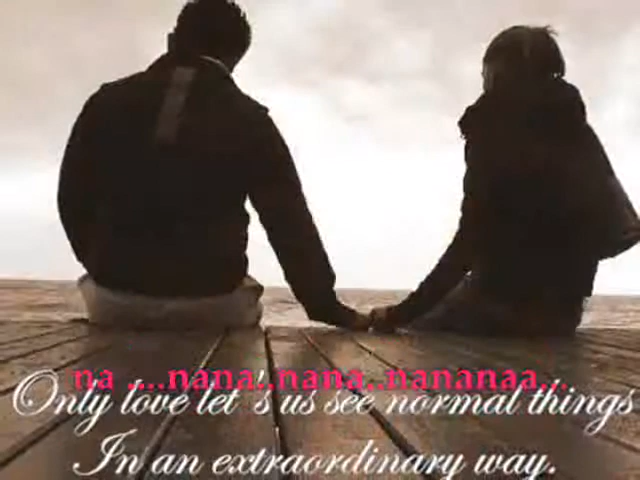 na ....nana..nana..nananaa...
Only love let's us see normal things
In an extraordinary way.